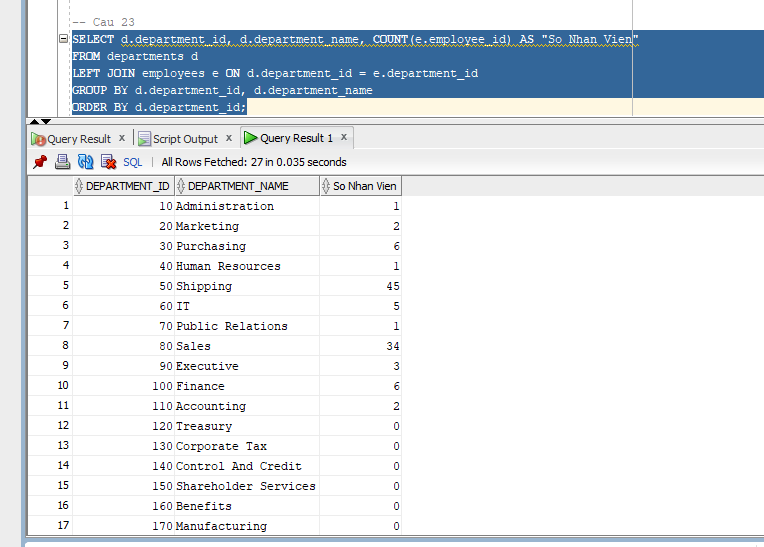 -- Cau 23
SELECT d.department_id, d.department_name, COUNT(e.employee_id) AS "So Nhan Vien"
FROM departments d
LEFT JOIN employees e ON d.department_id = e.department_id
GROUP BY d.department_id, d.department_name
ORDER BY d.department_id;
Query Result x Script Output x Query Result 1 x
SQL | All Rows Fetched: 27 in 0.035 seconds
DEPARTMENT_ID DEPARTMENT_NAME So Nhan Vien
1 10 Administration 1
2 20 Marketing 2
3 30 Purchasing 6
4 40 Human Resources 1
5 50 Shipping 45
6 60 IT 5
7 70 Public Relations 1
8 80 Sales 34
9 90 Executive 3
10 100 Finance 6
11 110 Accounting 2
12 120 Treasury 0
13 130 Corporate Tax 0
14 140 Control And Credit 0
15 150 Shareholder Services 0
16 160 Benefits 0
17 170 Manufacturing 0